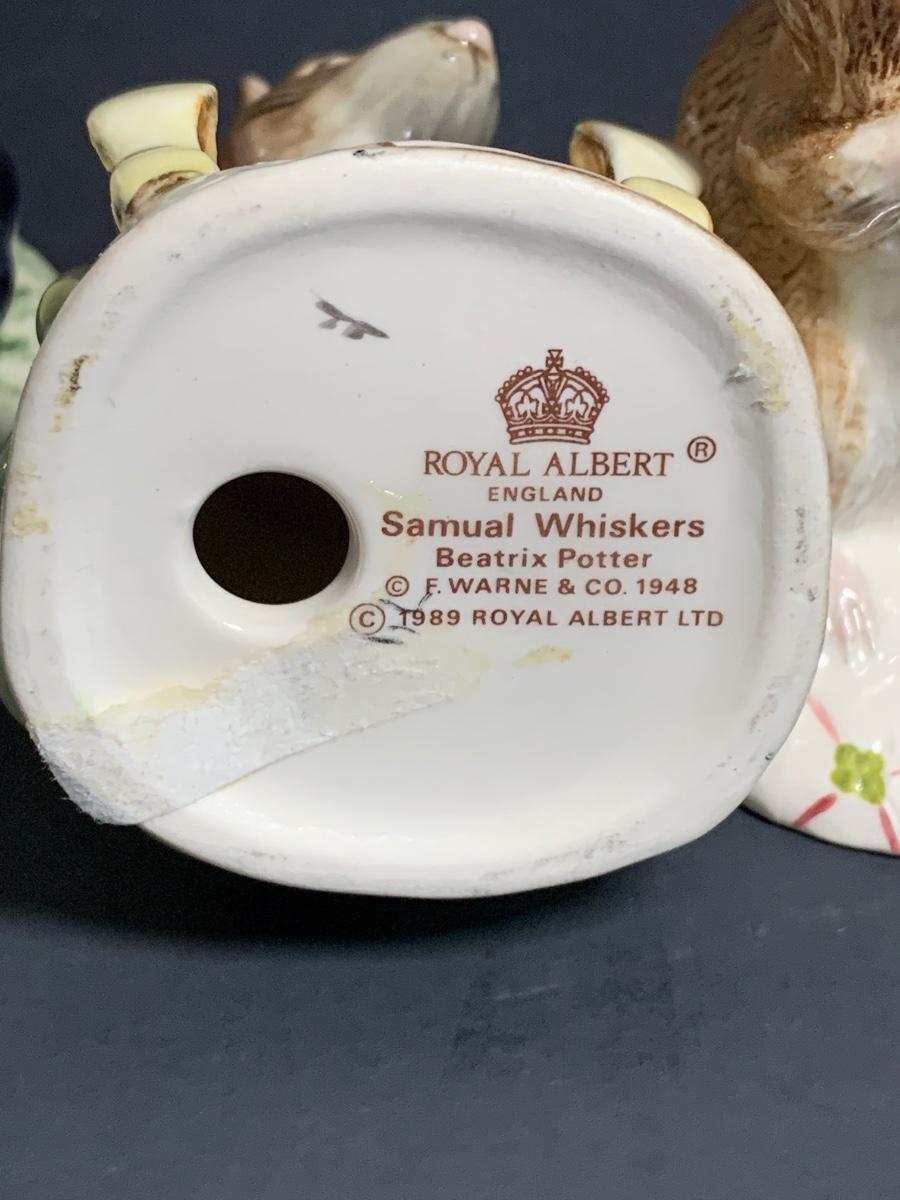 ROYAL ALBERT ®
ENGLAND
Samual Whiskers
Beatrix Potter
© F. WARNE & CO. 1948
© 1989 ROYAL ALBERT LTD